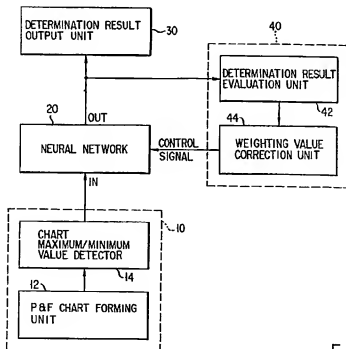 DETERMINATION RESULT
OUTPUT UNIT
30
40
DETERMINATION RESULT
EVALUATION UNIT
42
20
OUT
44
NEURAL NETWORK
CONTROL
SIGNAL
WEIGHTING VALUE
CORRECTION UNIT
IN
10
CHART
MAXIMUM/MINIMUM
VALUE DETECTOR
14
12
P&F CHART FORMING
UNIT
F